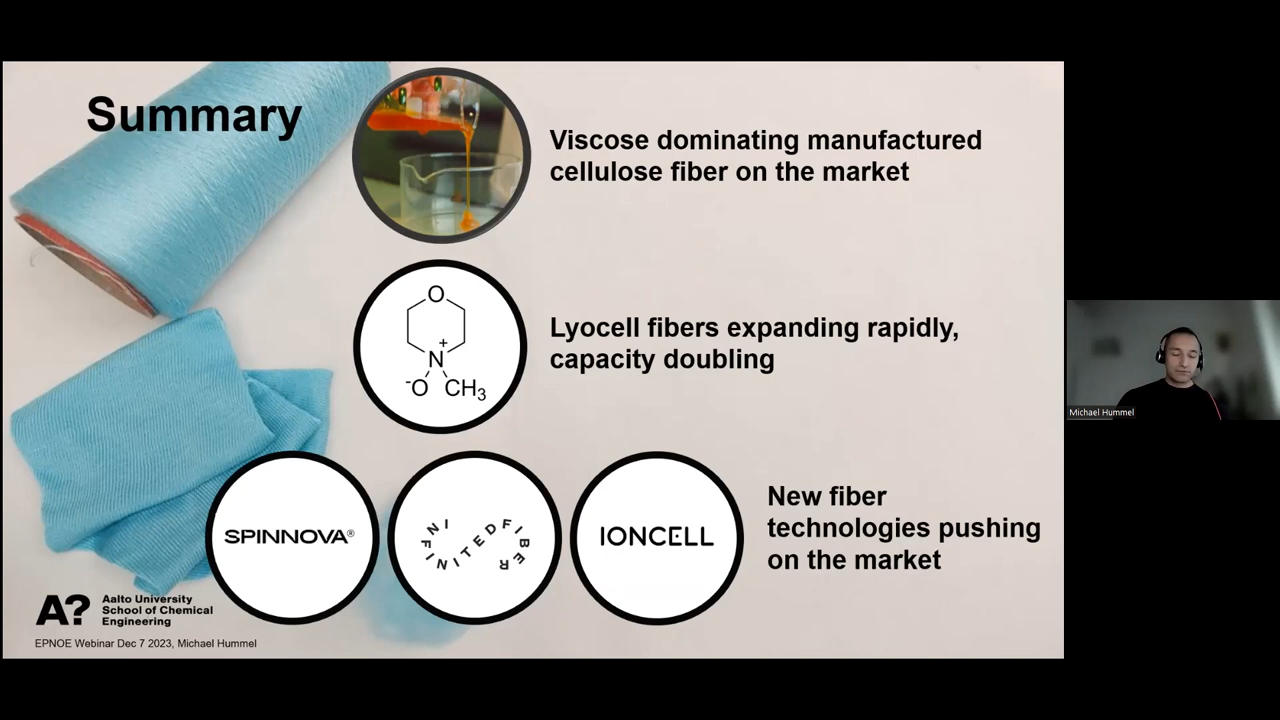 Summary
Viscose dominating manufactured
cellulose fiber on the market
O
N
+
-O
CH3
Lyocell fibers expanding rapidly,
capacity doubling
SPINNOVA®
INFINITEDFIBER
IONCELL
New fiber
technologies pushing
on the market
A?
Aalto University
School of Chemical
Engineering
EPNOE Webinar Dec 7 2023, Michael Hummel
Michael Hummel